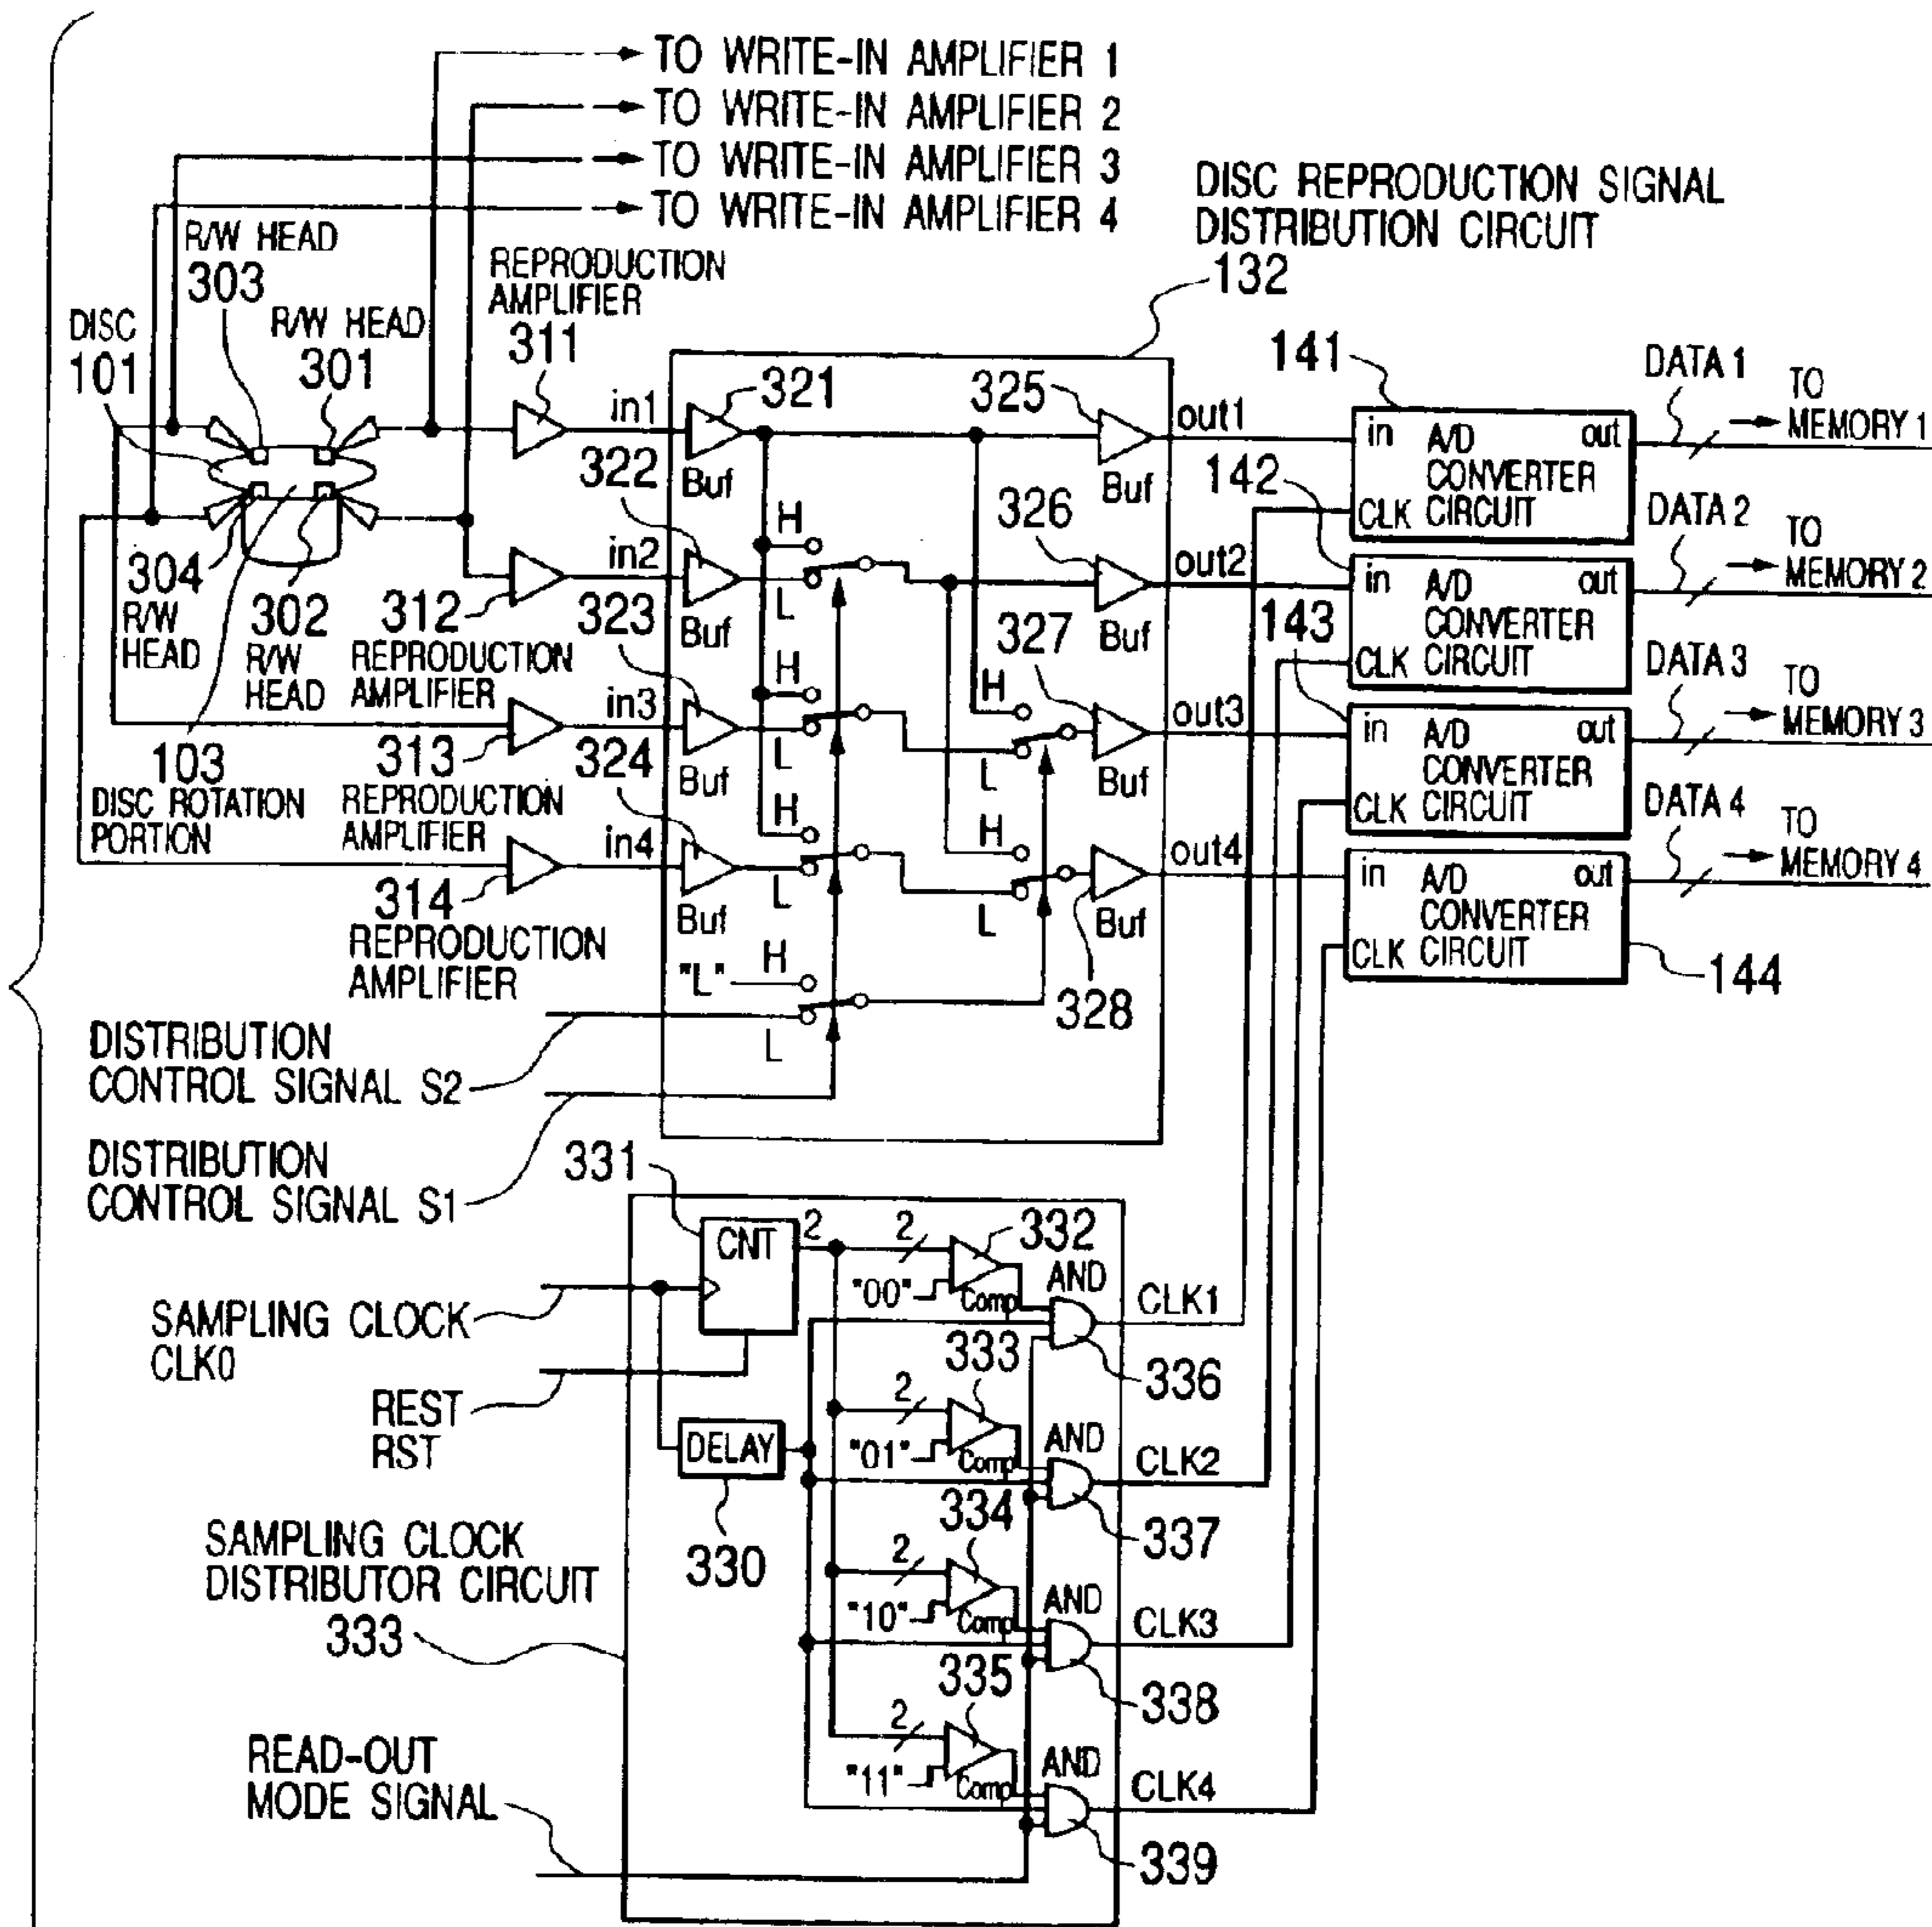 TO WRITE-IN AMPLIFIER 1
TO WRITE-IN AMPLIFIER 2
TO WRITE-IN AMPLIFIER 3
TO WRITE-IN AMPLIFIER 4
DISC REPRODUCTION SIGNAL
DISTRIBUTION CIRCUIT
132
R/W HEAD
303
REPRODUCTION
AMPLIFIER
311
DISC
101
R/W HEAD
301
in1
321
Buf
325
Buf
out1
141
in
A/D
CONVERTER
CIRCUIT
out
CLK
DATA 1
TO
MEMORY 1
304
R/W
HEAD
302
R/W
HEAD
312
REPRODUCTION
AMPLIFIER
in2
322
Buf
H
L
326
Buf
out2
142
in
A/D
CONVERTER
CIRCUIT
out
CLK
DATA 2
TO
MEMORY 2
103
DISC ROTATION
PORTION
313
REPRODUCTION
AMPLIFIER
in3
323
Buf
H
L
H
L
327
Buf
out3
143
in
A/D
CONVERTER
CIRCUIT
out
CLK
DATA 3
TO
MEMORY 3
314
REPRODUCTION
AMPLIFIER
in4
324
Buf
H
L
H
L
328
Buf
out4
in
A/D
CONVERTER
CIRCUIT
out
CLK
144
DATA 4
TO
MEMORY 4
"L"
H
L
DISTRIBUTION
CONTROL SIGNAL S2
DISTRIBUTION
CONTROL SIGNAL S1
331
CNT
2
2
332
"00"
Comp
AND
CLK1
336
SAMPLING CLOCK
CLK0
REST
RST
DELAY
330
2
333
"01"
Comp
AND
CLK2
337
SAMPLING CLOCK
DISTRIBUTOR CIRCUIT
333
2
334
"10"
Comp
AND
CLK3
338
2
335
"11"
Comp
AND
CLK4
339
READ-OUT
MODE SIGNAL